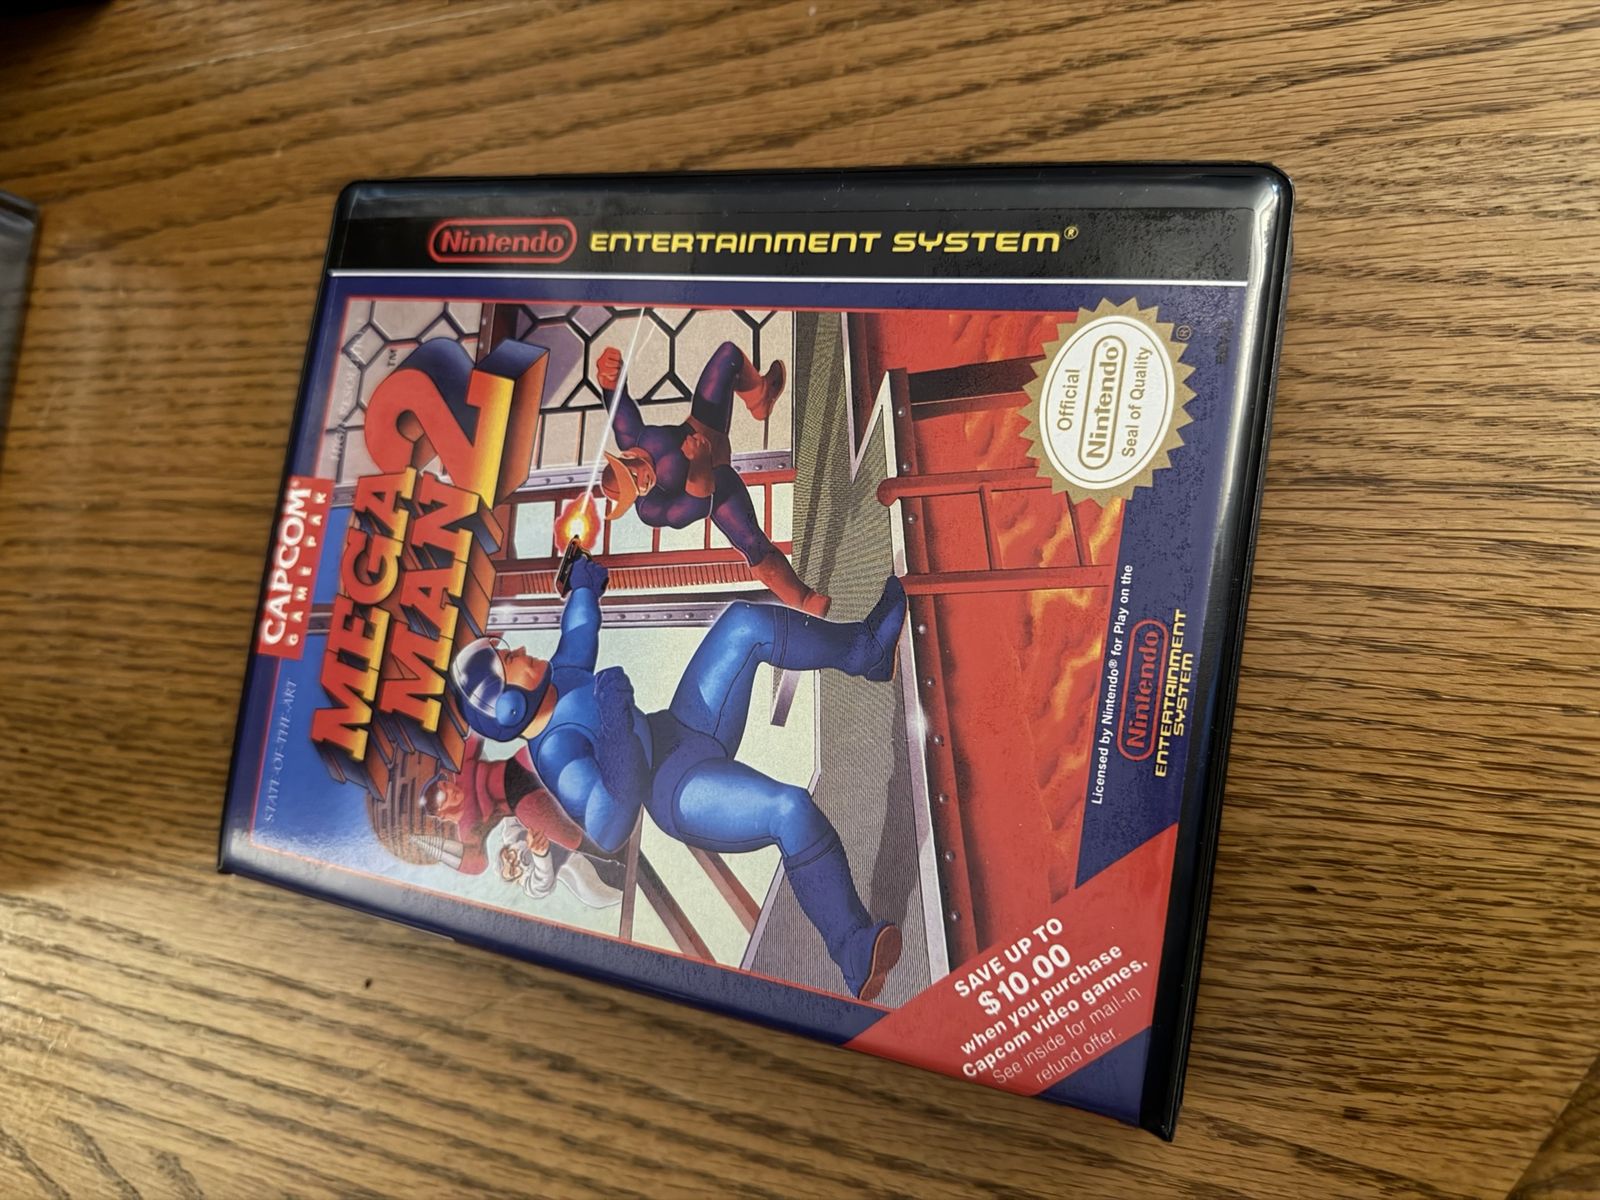 Nintendo ENTERTAINMENT SYSTEM®
CAPCOM®
GAME PAK
STATE-OF-THE-ART
MEGA
MAN 2
TM
Official
Nintendo®
Seal of Quality
Licensed by Nintendo® for Play on the
Nintendo
ENTERTAINMENT
SYSTEM
SAVE UP TO
$10.00
when you purchase
Capcom video games.
See inside for mail-in
refund offer.